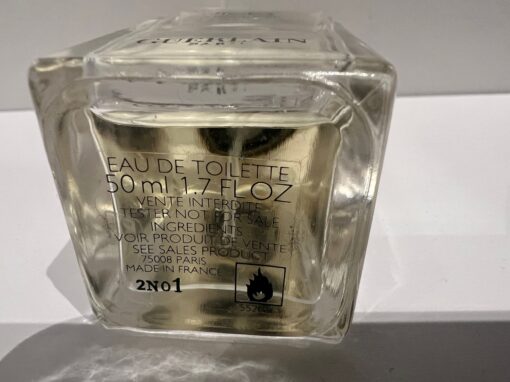 GUERLAIN
PARIS
EAU DE TOILETTE
50 ml 1.7 FL OZ
VENTE INTERDITE
TESTER NOT FOR SALE
INGREDIENTS
VOIR PRODUIT DE VENTE
SEE SALES PRODUCT
75008 PARIS
MADE IN FRANCE
2N01